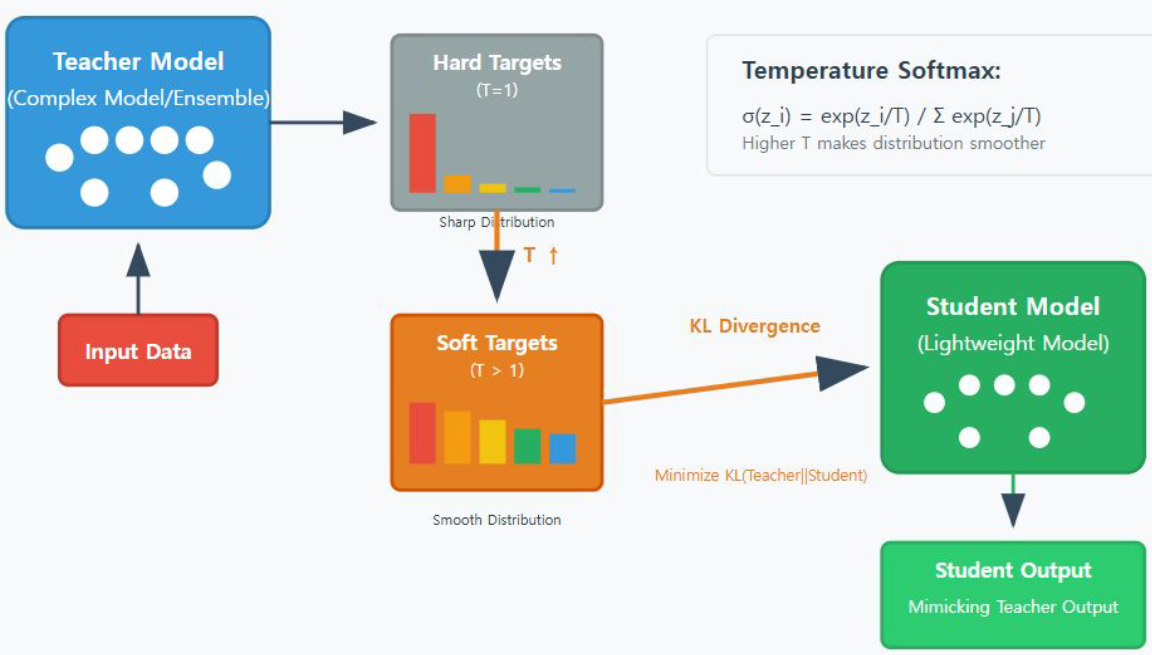 Teacher Model
(Complex Model/Ensemble)
Input Data
Hard Targets
(T=1)
Sharp Distribution
T ↑
Soft Targets
(T > 1)
Smooth Distribution
Temperature Softmax:
σ(z_i) = exp(z_i/T) / Σ exp(z_j/T)
Higher T makes distribution smoother
KL Divergence
Minimize KL(Teacher||Student)
Student Model
(Lightweight Model)
Student Output
Mimicking Teacher Output